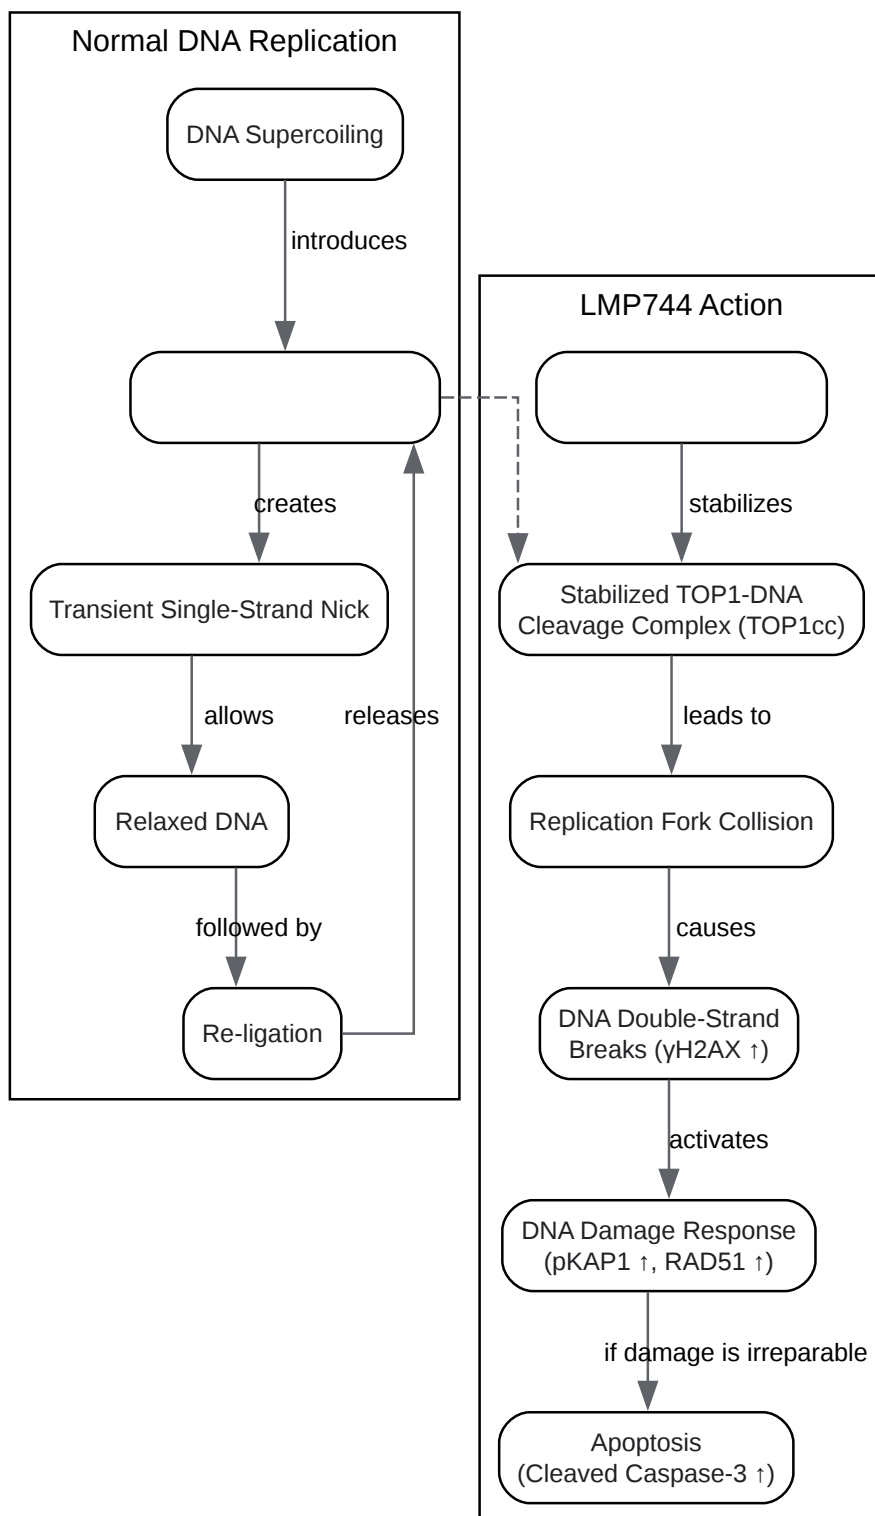 Normal DNA Replication
DNA Supercoiling
introduces
creates
Transient Single-Strand Nick
allows
releases
Relaxed DNA
followed by
Re-ligation
LMP744 Action
stabilizes
Stabilized TOP1-DNA
Cleavage Complex (TOP1cc)
leads to
Replication Fork Collision
causes
DNA Double-Strand
Breaks (γH2AX ↑)
activates
DNA Damage Response
(pKAP1 ↑, RAD51 ↑)
if damage is irreparable
Apoptosis
(Cleaved Caspase-3 ↑)